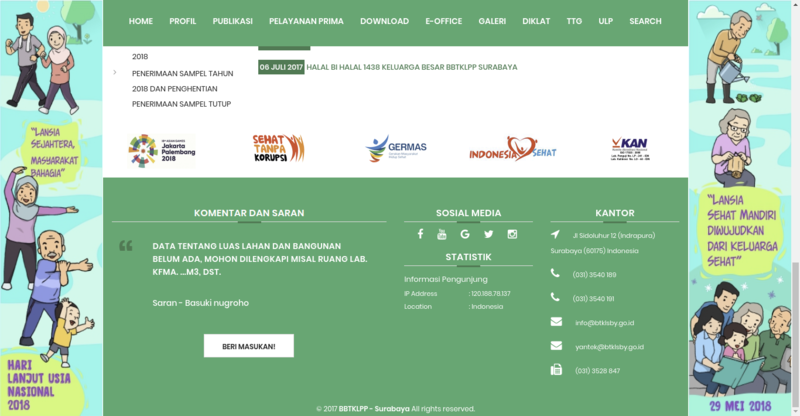 HOME PROFIL PUBLIKASI PELAYANAN PRIMA DOWNLOAD E-OFFICE GALERI DIKLAT TTG ULP SEARCH
2018
PENERIMAAN SAMPEL TAHUN
2018 DAN PENGHENTIAN
PENERIMAAN SAMPEL TUTUP
06 JULI 2017 HALAL BI HALAL 1438 KELUARGA BESAR BBTKLPP SURABAYA
Jakarta
Palembang
2018
SEHAT
TANPA
KORUPSI
GERMAS
INDONESIA SEHAT
KAN
KOMENTAR DAN SARAN
DATA TENTANG LUAS LAHAN DAN BANGUNAN
BELUM ADA, MOHON DILENGKAPI MISAL RUANG LAB.
KFMA. ...M3, DST.
Saran - Basuki nugroho
BERI MASUKAN!
SOSIAL MEDIA
STATISTIK
Informasi Pengunjung
IP Address : 120.188.76.137
Location : Indonesia
KANTOR
Jl Sidoluhur 12 (Indrapura)
Surabaya (60175) Indonesia
(031) 3540 189
(031) 3540 191
info@btklsby.go.id
yantek@btklsby.go.id
(031) 3528 847
© 2017 BBTKLPP - Surabaya All rights reserved.
"LANSIA
SEJAHTERA,
MASYARAKAT
BAHAGIA"
HARI
LANJUT USIA
NASIONAL
2018
"LANSIA
SEHAT MANDIRI
DIWUJUDKAN
DARI KELUARGA
SEHAT"
29 MEI 2018